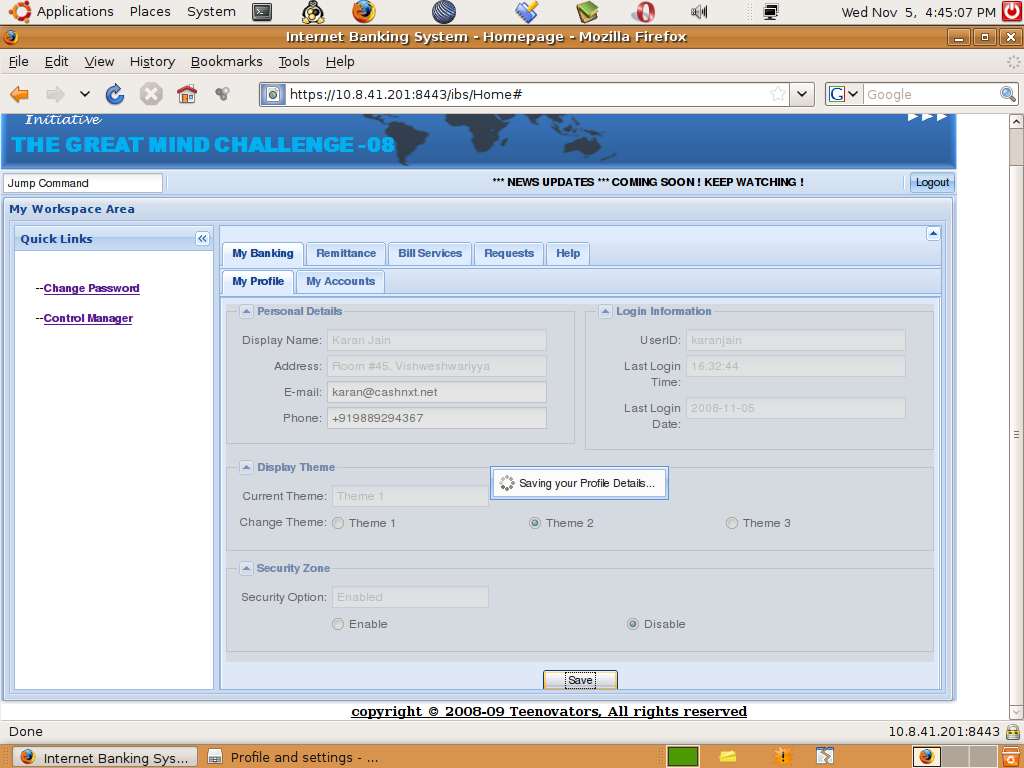 Applications Places System Wed Nov 5, 4:45:07 PM
Internet Banking System - Homepage - Mozilla Firefox
File Edit View History Bookmarks Tools Help
https://10.8.41.201:8443/ibs/Home# G Google
Initiative
THE GREAT MIND CHALLENGE -08
Jump Command *** NEWS UPDATES *** COMING SOON ! KEEP WATCHING ! Logout
My Workspace Area
Quick Links
--Change Password
--Control Manager
My Banking Remittance Bill Services Requests Help
My Profile My Accounts
Personal Details
Display Name: Karan Jain
Address: Room #45, Vishweshwariyya
E-mail: karan@cashnxt.net
Phone: +919889294367
Login Information
UserID: karanjain
Last Login Time: 16:32:44
Last Login Date: 2008-11-05
Display Theme
Current Theme: Theme 1
Saving your Profile Details...
Change Theme: Theme 1 Theme 2 Theme 3
Security Zone
Security Option: Enabled
Enable Disable
Save
copyright © 2008-09 Teenovators, All rights reserved
Done 10.8.41.201:8443
Internet Banking Sys... Profile and settings - ...